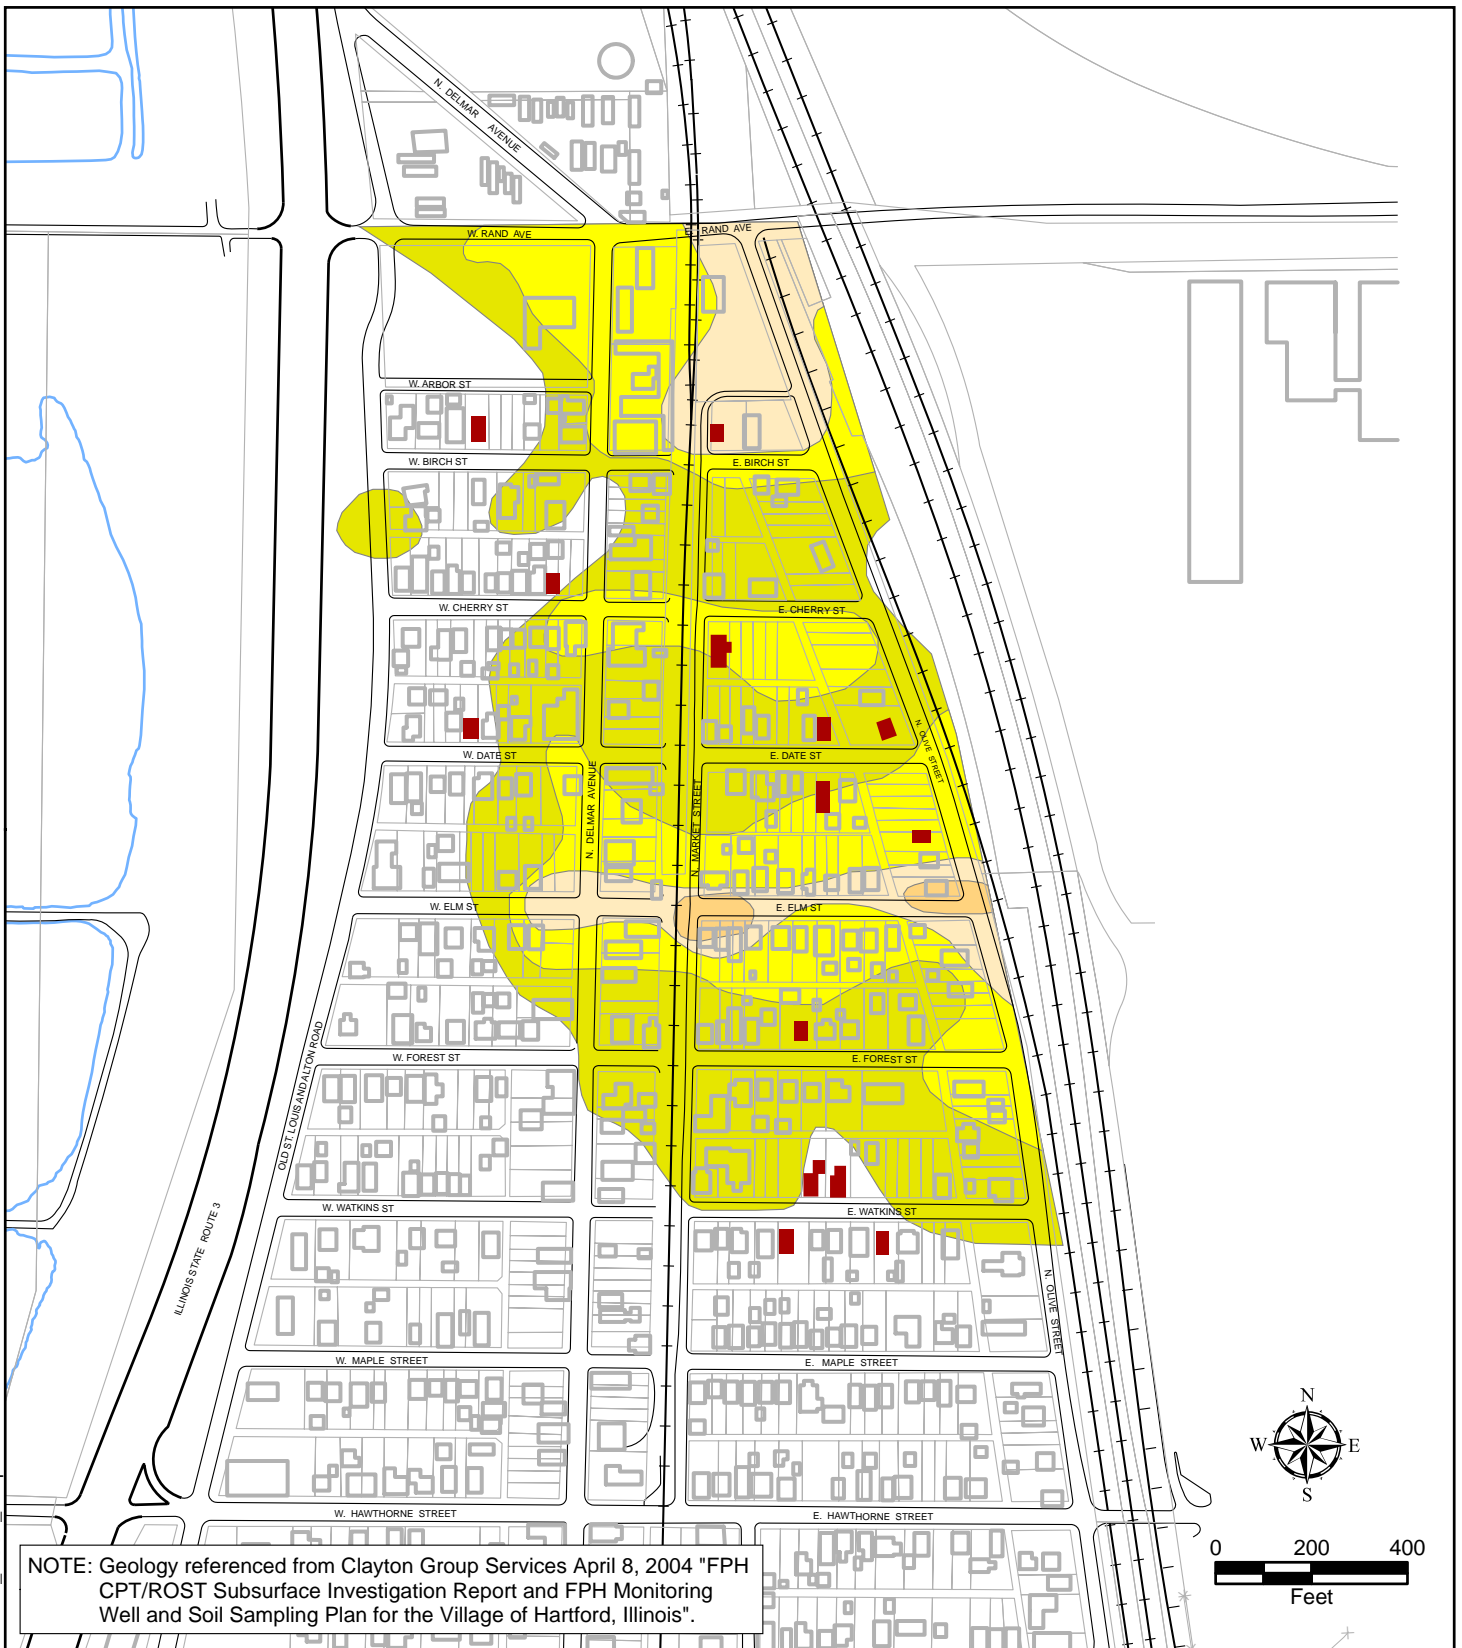 N. DELMAR AVENUE
W. RAND AVE
E. RAND AVE
W. ARBOR ST
W. BIRCH ST
E. BIRCH ST
W. CHERRY ST
E. CHERRY ST
W. DATE ST
E. DATE ST
N. OLIVE STREET
N. DELMAR AVENUE
N. MARKET STREET
W. ELM ST
E. ELM ST
OLD ST. LOUIS AND ALTON ROAD
W. FOREST ST
E. FOREST ST
ILLINOIS STATE ROUTE 3
W. WATKINS ST
E. WATKINS ST
N. OLIVE STREET
W. MAPLE STREET
E. MAPLE STREET
N
W E
S
W. HAWTHORNE STREET
E. HAWTHORNE STREET
0 200 400
Feet
NOTE: Geology referenced from Clayton Group Services April 8, 2004 "FPH
CPT/ROST Subsurface Investigation Report and FPH Monitoring
Well and Soil Sampling Plan for the Village of Hartford, Illinois".